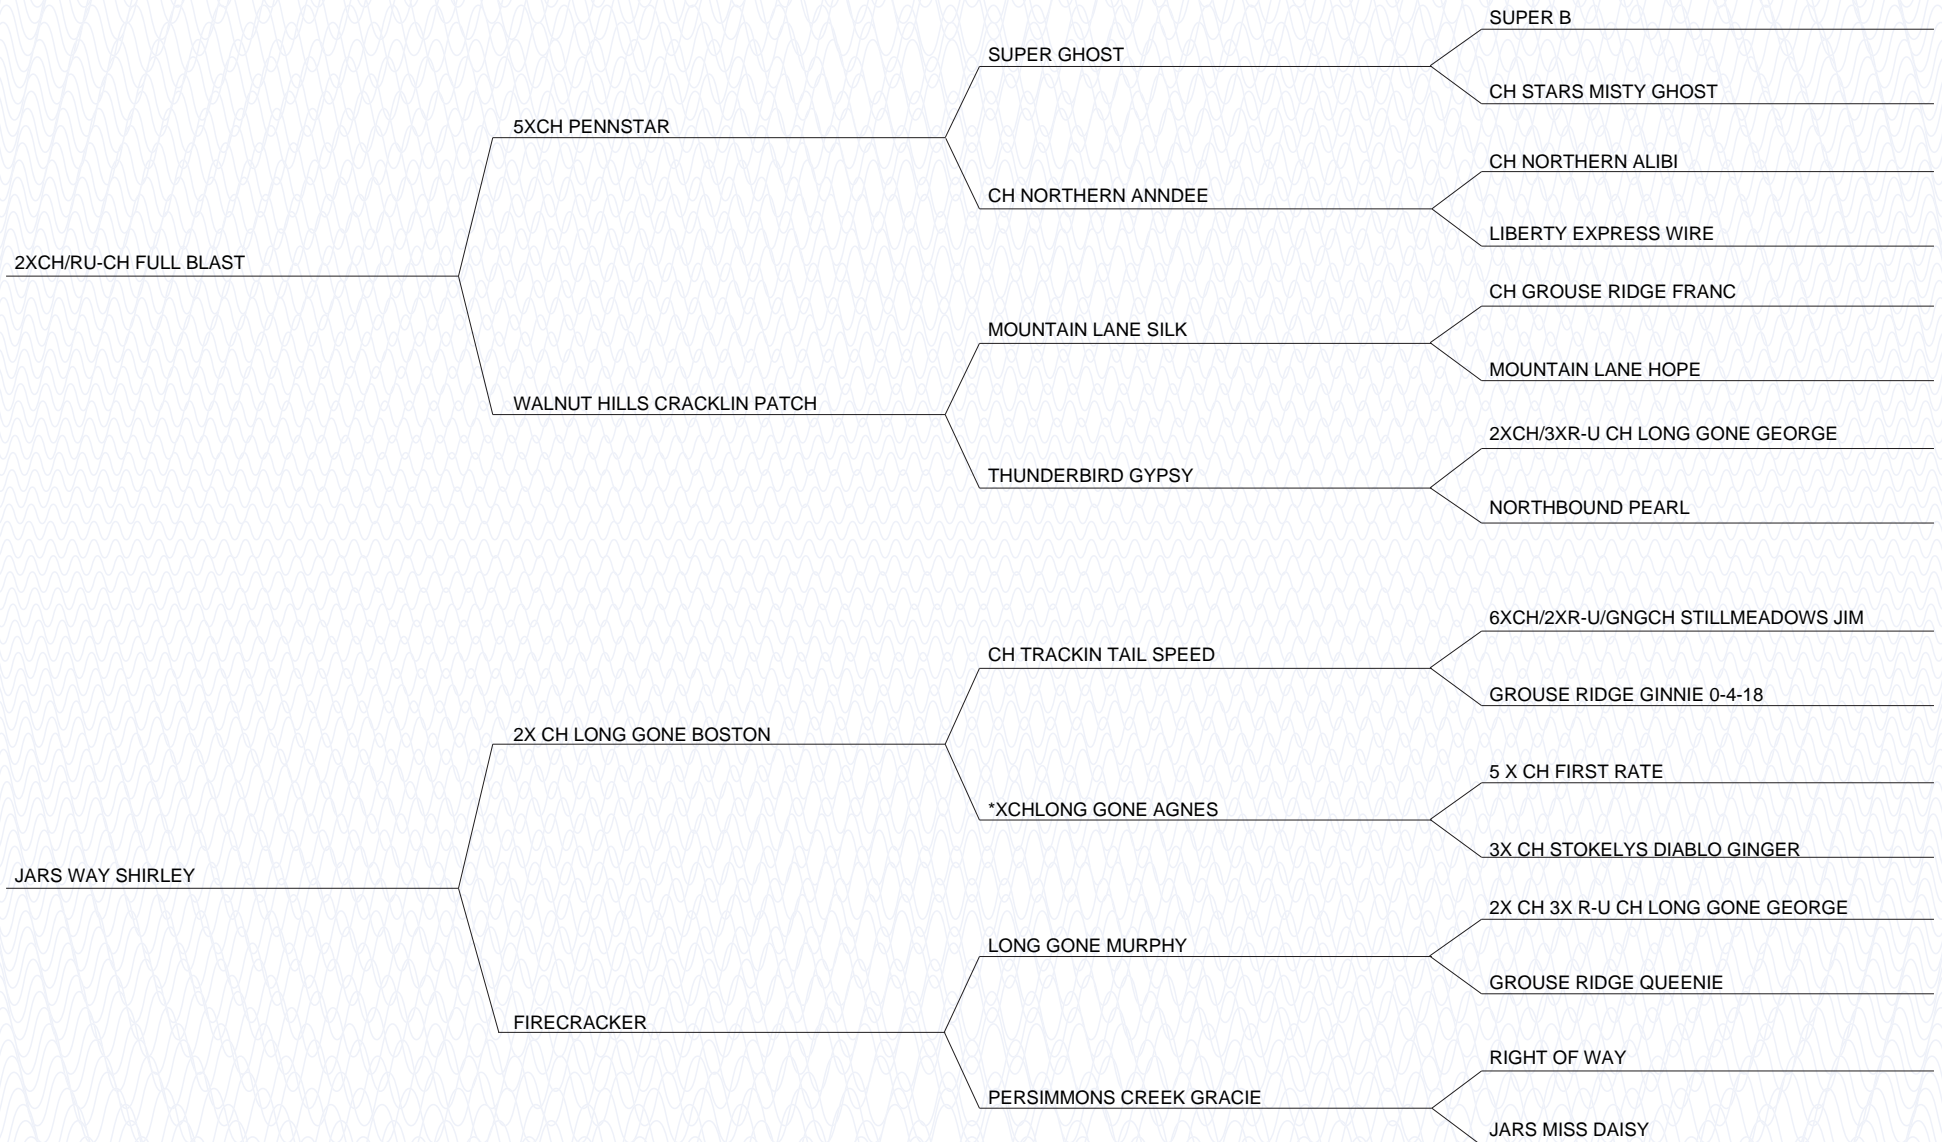 SUPER B
SUPER GHOST
CH STARS MISTY GHOST
5XCH PENNSTAR
CH NORTHERN ALIBI
CH NORTHERN ANNDEE
LIBERTY EXPRESS WIRE
2XCH/RU-CH FULL BLAST
CH GROUSE RIDGE FRANC
MOUNTAIN LANE SILK
MOUNTAIN LANE HOPE
WALNUT HILLS CRACKLIN PATCH
2XCH/3XR-U CH LONG GONE GEORGE
THUNDERBIRD GYPSY
NORTHBOUND PEARL
6XCH/2XR-U/GNGCH STILLMEADOWS JIM
CH TRACKIN TAIL SPEED
GROUSE RIDGE GINNIE 0-4-18
2X CH LONG GONE BOSTON
5 X CH FIRST RATE
*XCHLONG GONE AGNES
3X CH STOKELYS DIABLO GINGER
JARS WAY SHIRLEY
2X CH 3X R-U CH LONG GONE GEORGE
LONG GONE MURPHY
GROUSE RIDGE QUEENIE
FIRECRACKER
RIGHT OF WAY
PERSIMMONS CREEK GRACIE
JARS MISS DAISY